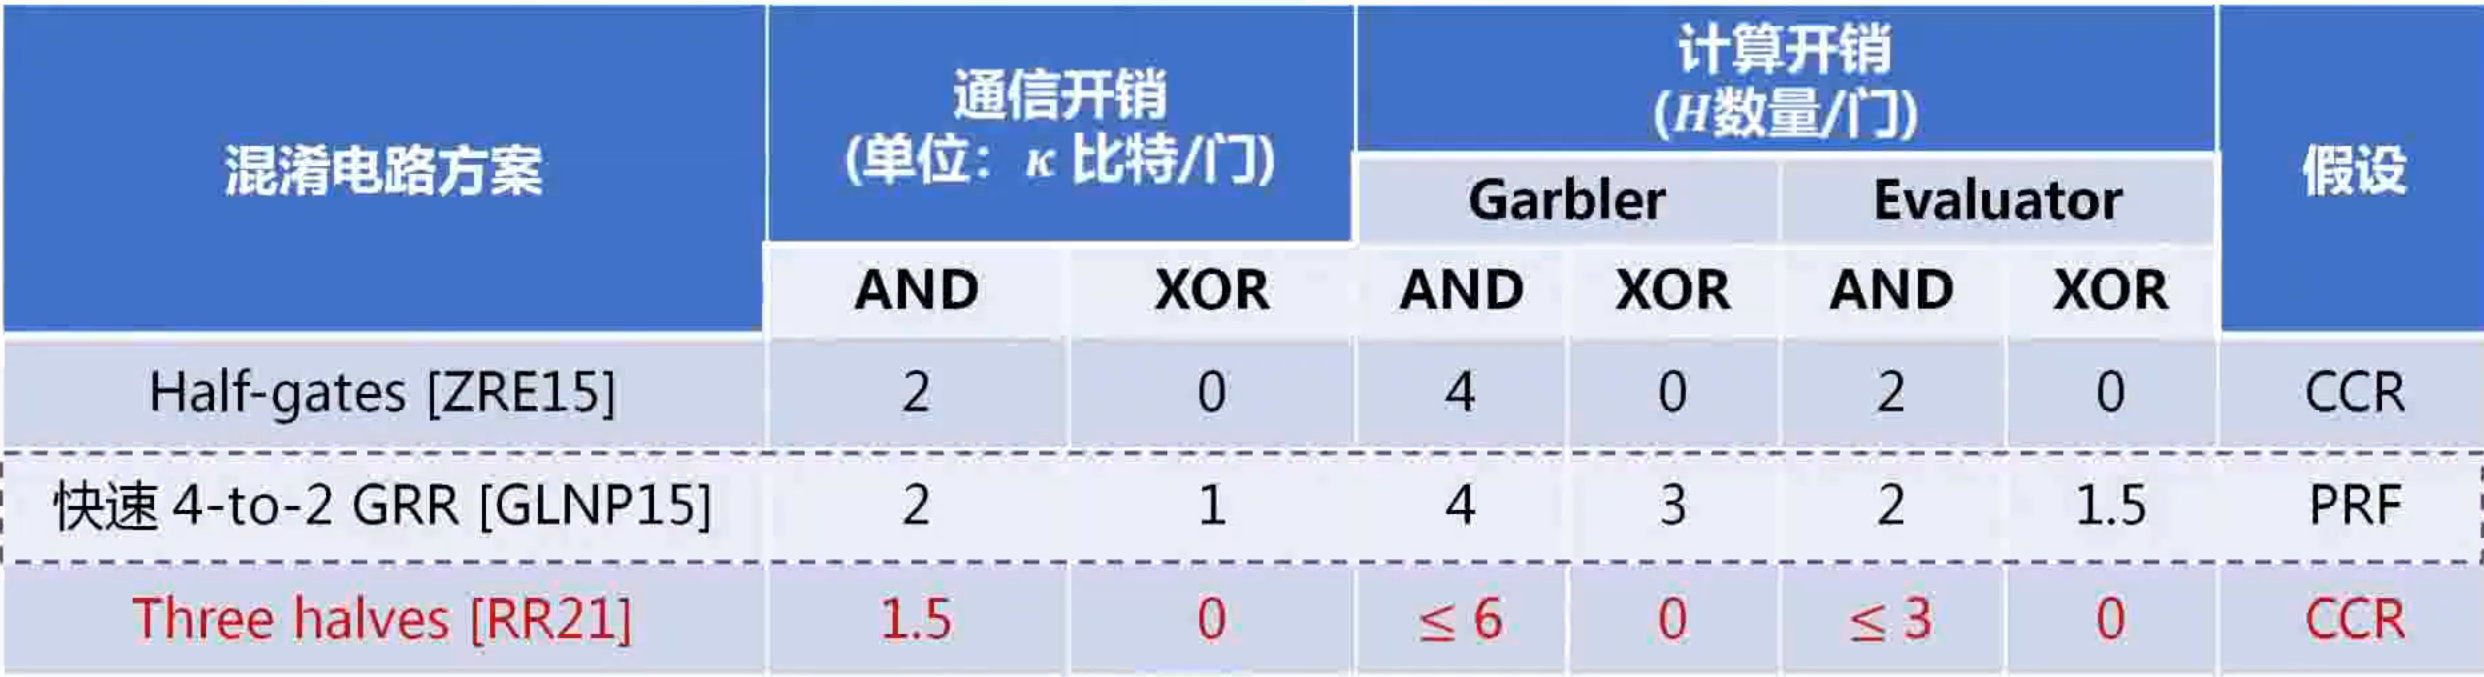 混淆电路方案
通信开销
(单位：κ 比特/门)
计算开销
(H数量/门)
假设
Garbler Evaluator
AND XOR AND XOR AND XOR
Half-gates [ZRE15] 2 0 4 0 2 0 CCR
快速 4-to-2 GRR [GLNP15] 2 1 4 3 2 1.5 PRF
Three halves [RR21] 1.5 0 ≤ 6 0 ≤ 3 0 CCR